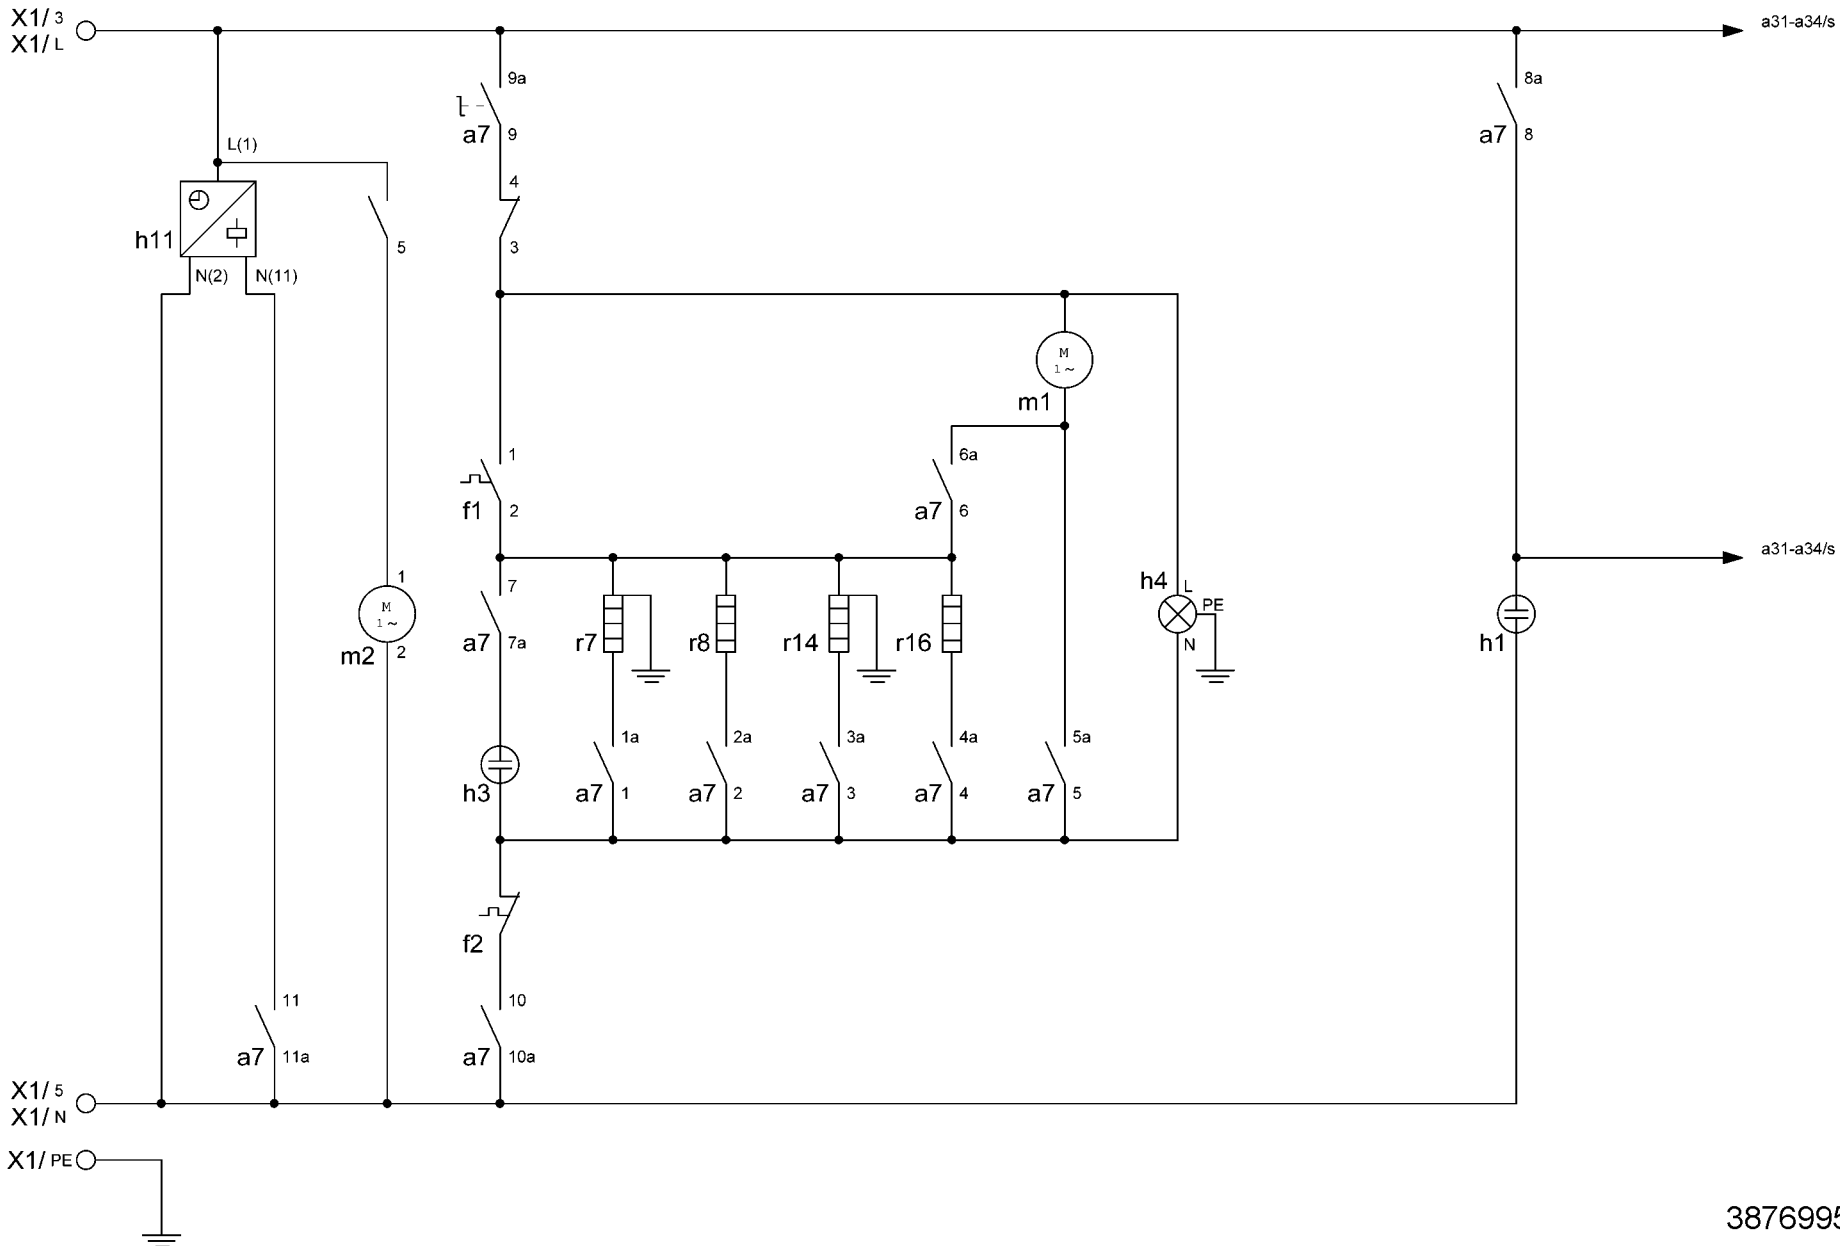 X1/ 3
X1/ L
a31-a34/s
9a
a7 9
8a
a7 8
L(1)
4
3
h11
5
N(2) N(11)
M
1~
m1
1
f1 2
6a
a7 6
a31-a34/s
7
a7 7a
r7
r8
r14
r16
h4 L
PE
N
h1
1
M
1~
m2 2
h3
1a
a7 1
2a
a7 2
3a
a7 3
4a
a7 4
5a
a7 5
f2
11
a7 11a
10
a7 10a
X1/ 5
X1/ N
X1/ PE
3876995